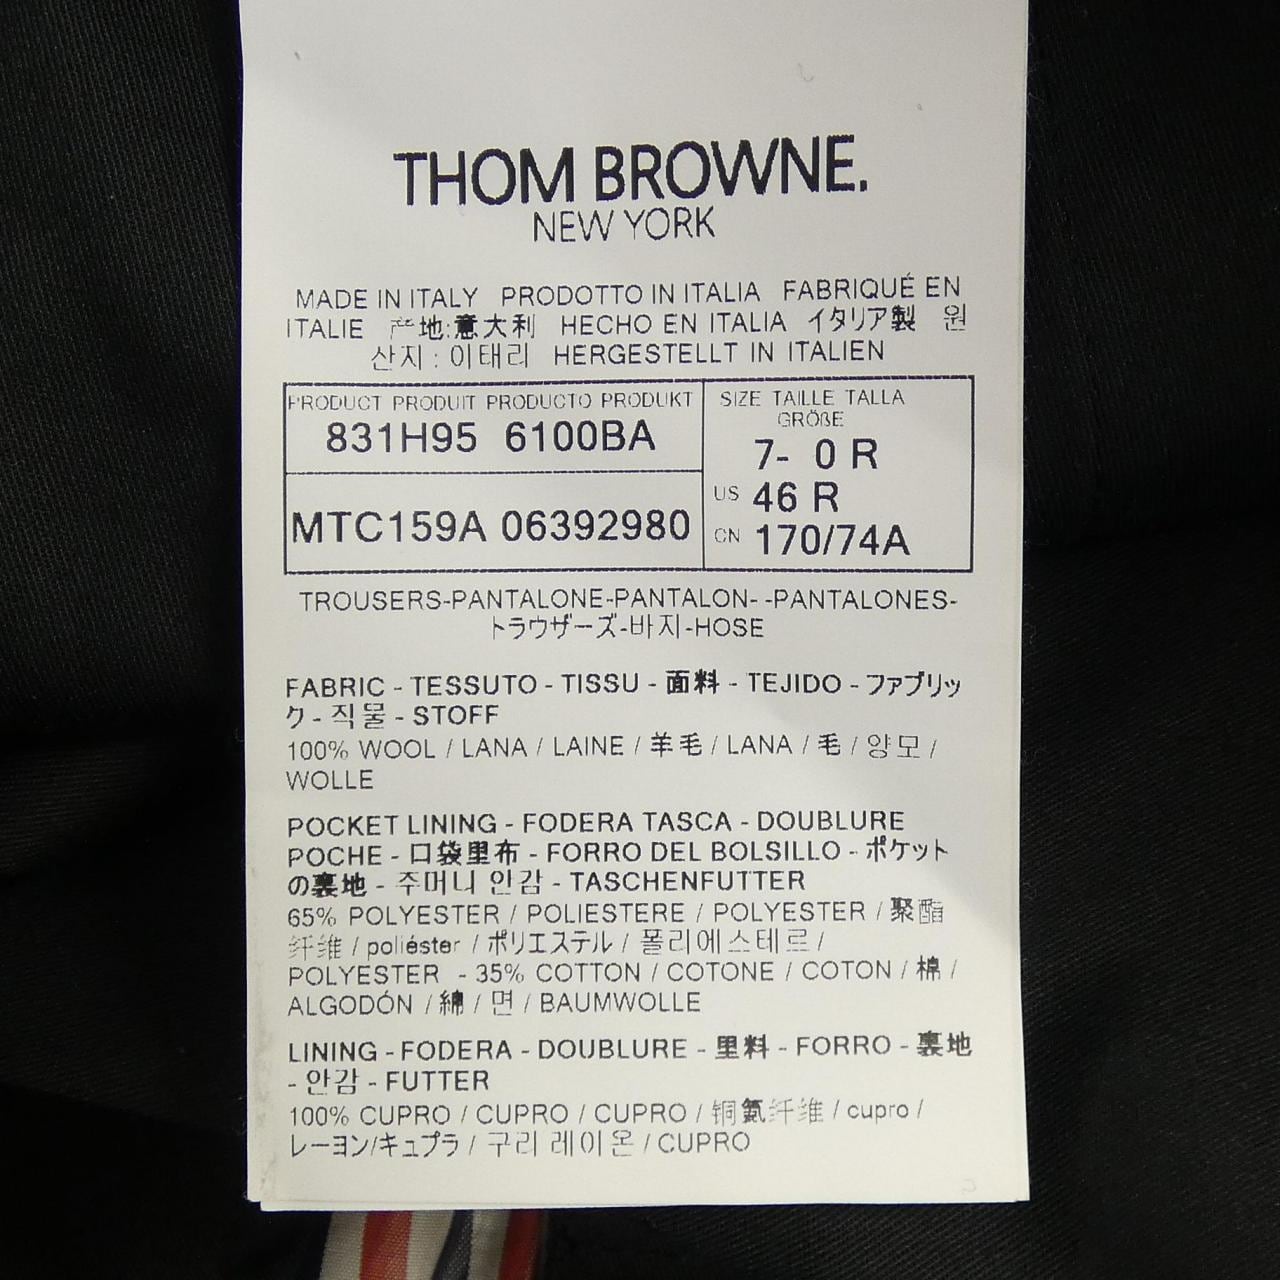 THOM BROWNE.
NEW YORK
MADE IN ITALY PRODOTTO IN ITALIA FABRIQUÉ EN
ITALIE 产地:意大利 HECHO EN ITALIA イタリア製 원
산지 : 이태리 HERGESTELLT IN ITALIEN
PRODUCT PRODUIT PRODUCTO PRODUKT
831H95 6100BA
MTC159A 06392980
SIZE TAILLE TALLA
GRÖßE
7- 0 R
US 46 R
CN 170/74A
TROUSERS-PANTALONE-PANTALON- -PANTALONES-
トラウザーズ-바지-HOSE
FABRIC - TESSUTO - TISSU - 面料 - TEJIDO - ファブリッ
ク - 직물 - STOFF
100% WOOL / LANA / LAINE / 羊毛 / LANA / 毛 / 양모 /
WOLLE
POCKET LINING - FODERA TASCA - DOUBLURE
POCHE - 口袋里布 - FORRO DEL BOLSILLO - ポケット
の裏地 - 주머니 안감 - TASCHENFUTTER
65% POLYESTER / POLIESTERE / POLYESTER / 聚酯
纤维 / poliéster / ポリエステル / 폴리에스테르 /
POLYESTER - 35% COTTON / COTONE / COTON / 棉 /
ALGODÓN / 綿 / 면 / BAUMWOLLE
LINING - FODERA - DOUBLURE - 里料 - FORRO - 裏地
- 안감 - FUTTER
100% CUPRO / CUPRO / CUPRO / 铜氨纤维 / cupro /
レーヨン/キュプラ / 구리 레이온 / CUPRO